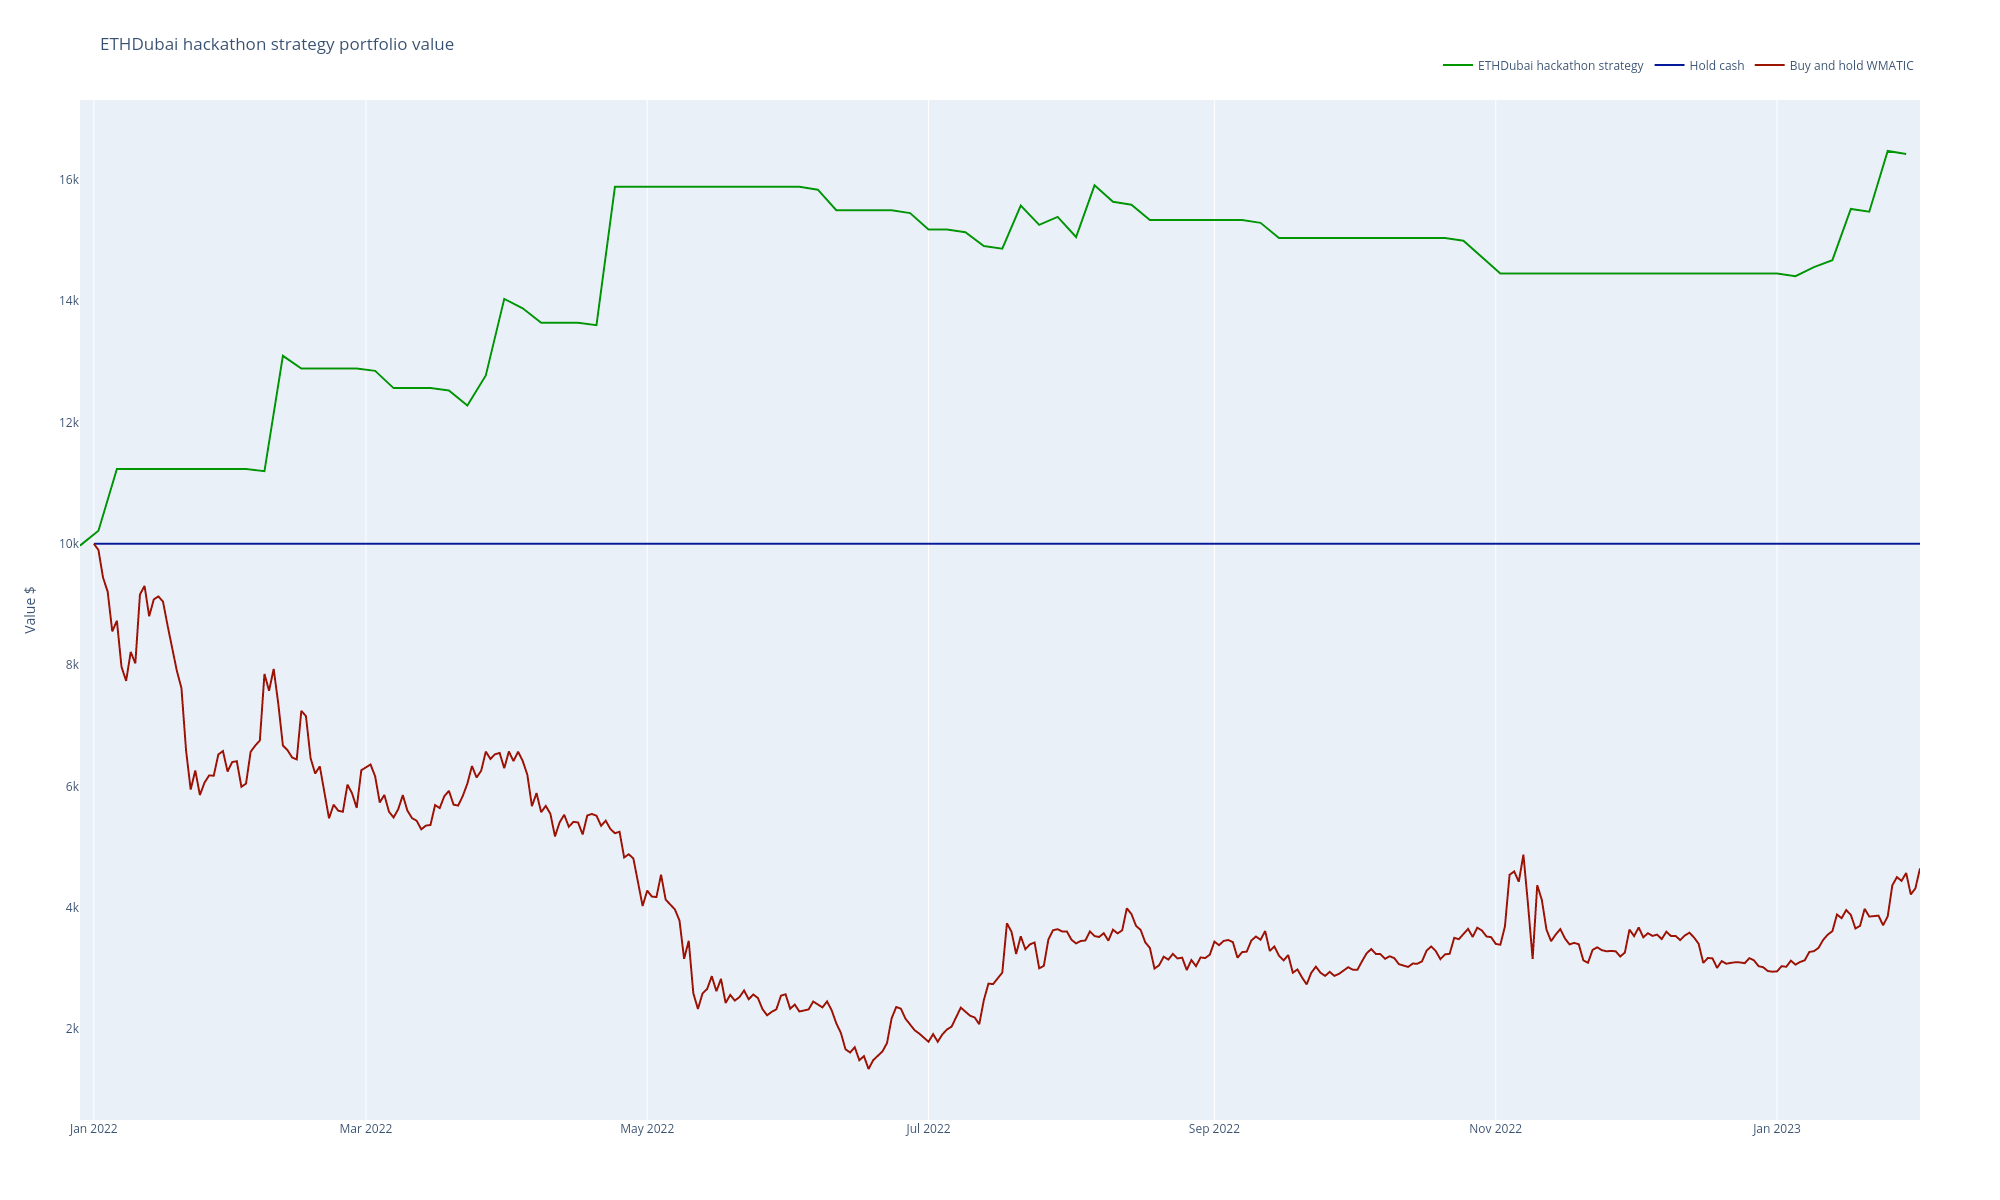 ETHDubai hackathon strategy portfolio value
ETHDubai hackathon strategy Hold cash Buy and hold WMATIC
16k
14k
12k
10k
8k
6k
4k
2k
Value $
Jan 2022 Mar 2022 May 2022 Jul 2022 Sep 2022 Nov 2022 Jan 2023